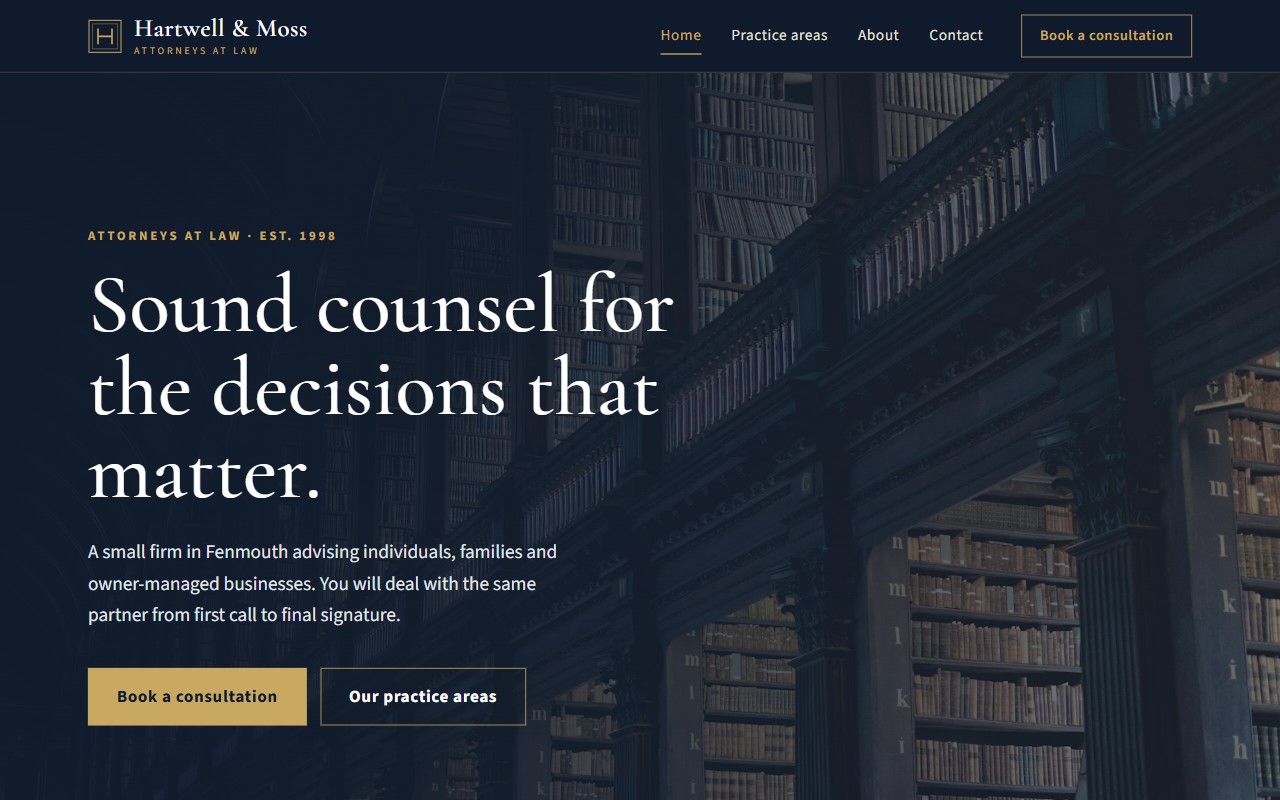 Hartwell & Moss
ATTORNEYS AT LAW
Home
Practice areas
About
Contact
Book a consultation
ATTORNEYS AT LAW · EST. 1998
Sound counsel for
the decisions that
matter.
A small firm in Fenmouth advising individuals, families and
owner-managed businesses. You will deal with the same
partner from first call to final signature.
Book a consultation
Our practice areas
n
m
l
k
i
h
n
m
l
k
i
m
l
k
i
m
l
k